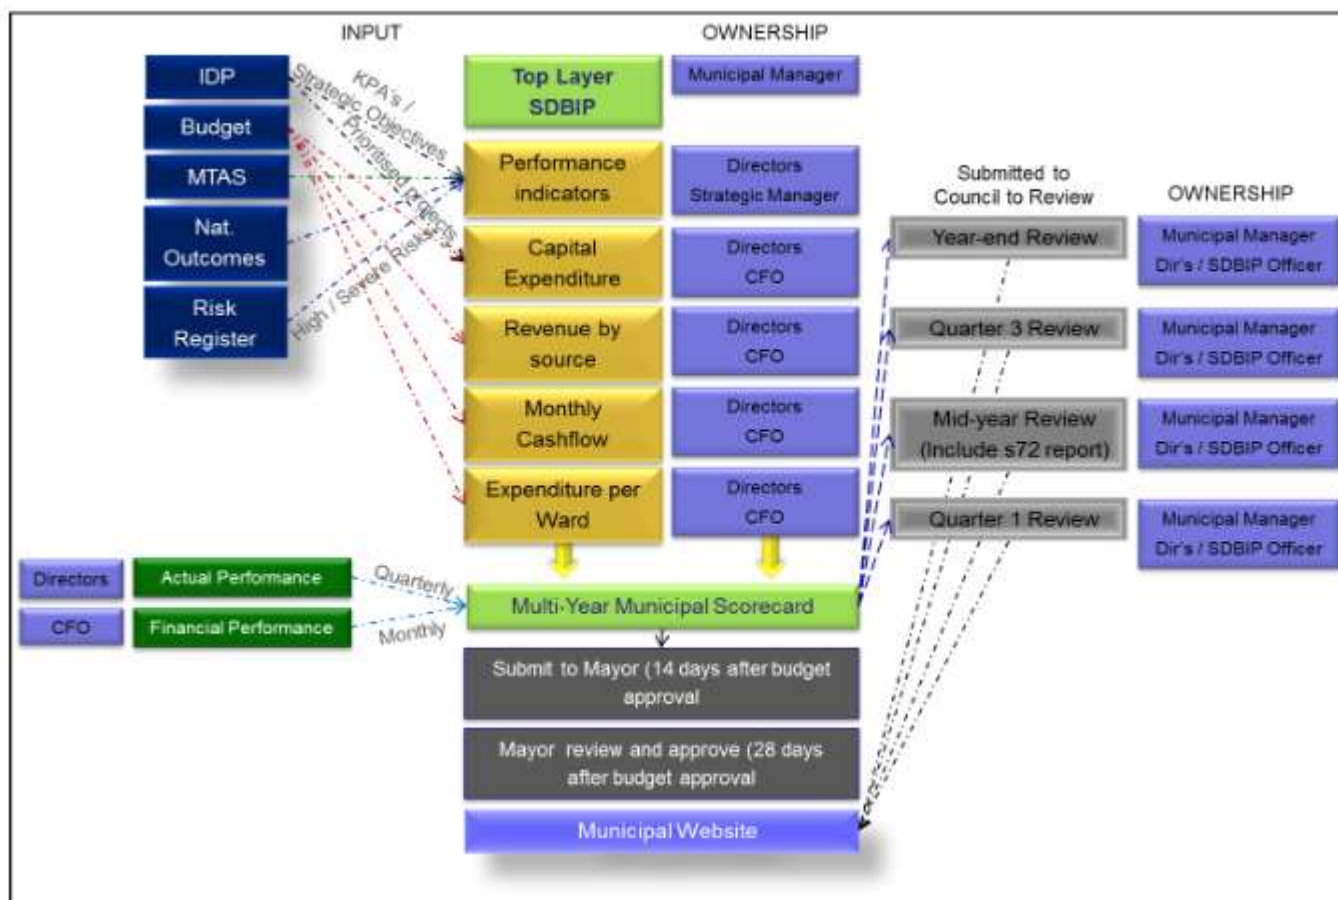 INPUT
OWNERSHIP
IDP
Budget
MTAS
Nat.
Outcomes
Risk
Register
KPA's /
Strategic Objectives
Prioritised projects
High / Severe Risks
Top Layer
SDBIP
Municipal Manager
Performance
indicators
Directors
Strategic Manager
Capital
Expenditure
Directors
CFO
Revenue by
source
Directors
CFO
Monthly
Cashflow
Directors
CFO
Expenditure per
Ward
Directors
CFO
Submitted to
Council to Review
OWNERSHIP
Year-end Review
Municipal Manager
Dir's / SDBIP Officer
Quarter 3 Review
Municipal Manager
Dir's / SDBIP Officer
Mid-year Review
(Include s72 report)
Municipal Manager
Dir's / SDBIP Officer
Quarter 1 Review
Municipal Manager
Dir's / SDBIP Officer
Directors
Actual Performance
Quarterly
CFO
Financial Performance
Monthly
Multi-Year Municipal Scorecard
Submit to Mayor (14 days after budget
approval
Mayor review and approve (28 days
after budget approval
Municipal Website